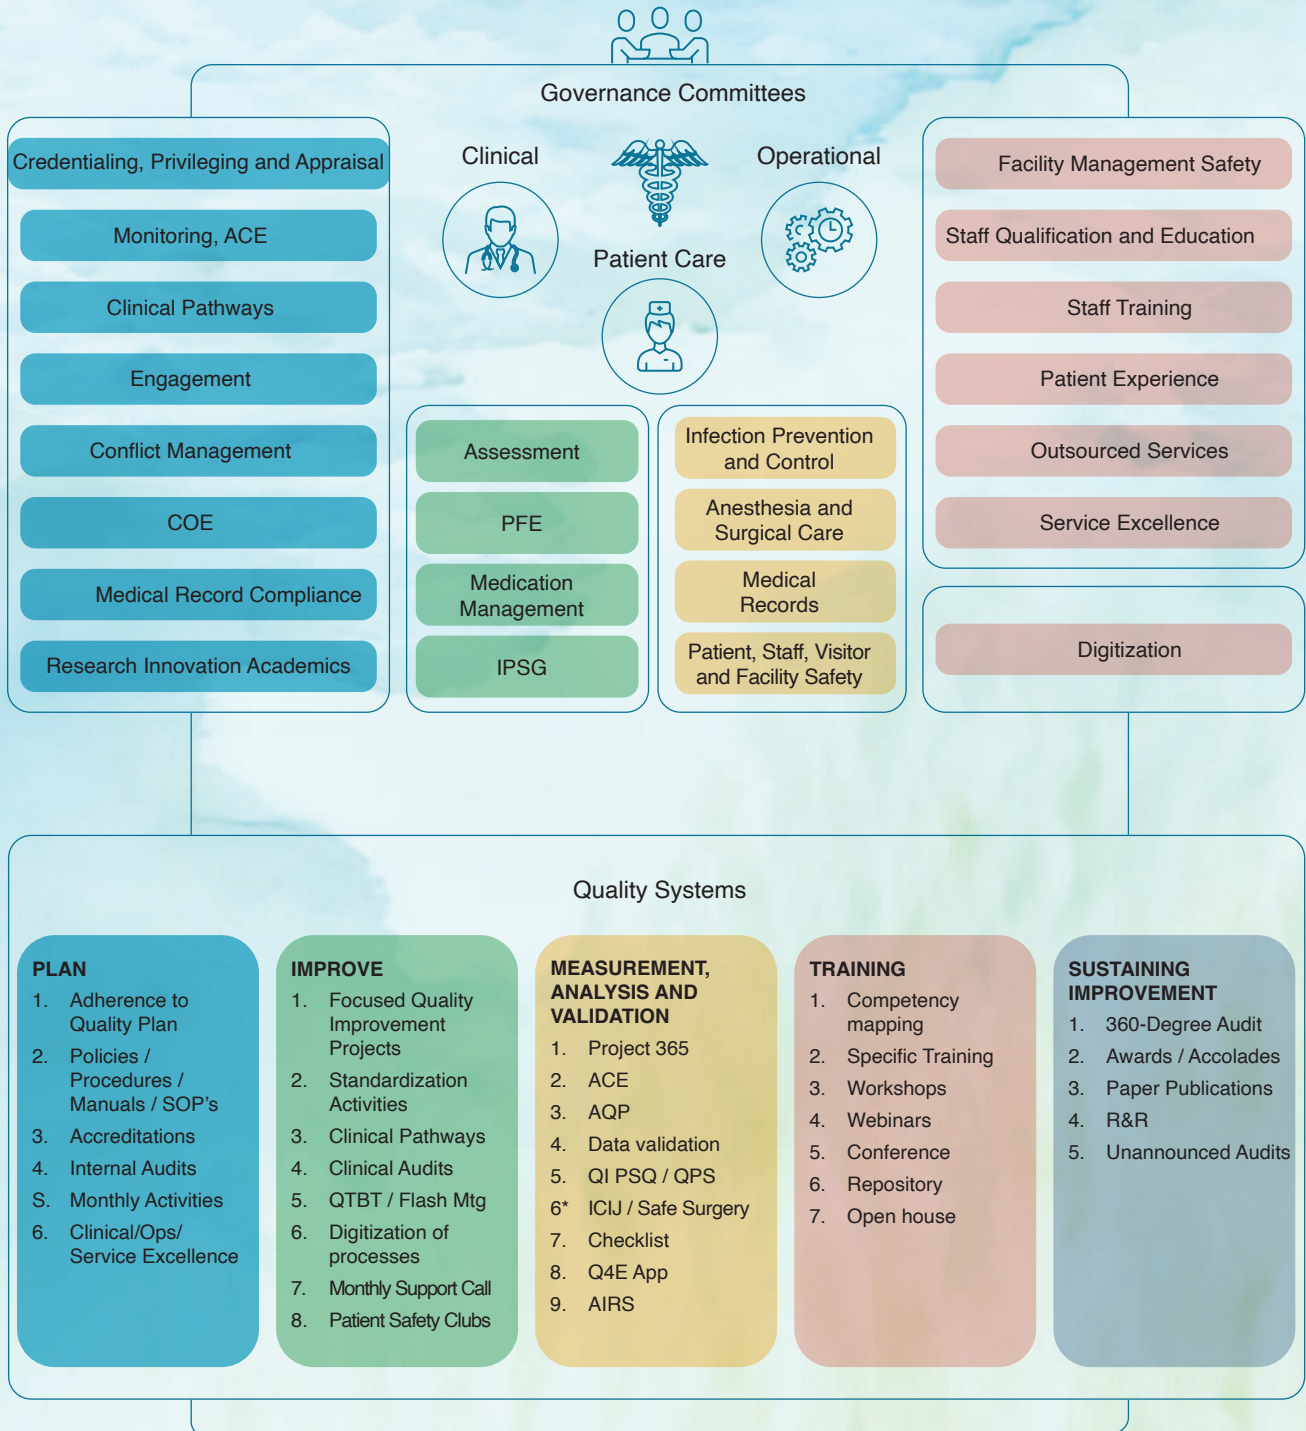 Governance Committees
Clinical
Operational
Patient Care
Credentialing, Privileging and Appraisal
Monitoring, ACE
Clinical Pathways
Engagement
Conflict Management
COE
Medical Record Compliance
Research Innovation Academics
Assessment
PFE
Medication
Management
IPSG
Infection Prevention
and Control
Anesthesia and
Surgical Care
Medical
Records
Patient, Staff, Visitor
and Facility Safety
Facility Management Safety
Staff Qualification and Education
Staff Training
Patient Experience
Outsourced Services
Service Excellence
Digitization
Quality Systems
PLAN
1. Adherence to
Quality Plan
2. Policies /
Procedures /
Manuals / SOP's
3. Accreditations
4. Internal Audits
S. Monthly Activities
6. Clinical/Ops/
Service Excellence
IMPROVE
1. Focused Quality
Improvement
Projects
2. Standardization
Activities
3. Clinical Pathways
4. Clinical Audits
5. QTBT / Flash Mtg
6. Digitization of
processes
7. Monthly Support Call
8. Patient Safety Clubs
MEASUREMENT,
ANALYSIS AND
VALIDATION
1. Project 365
2. ACE
3. AQP
4. Data validation
5. QI PSQ / QPS
6* ICIJ / Safe Surgery
7. Checklist
8. Q4E App
9. AIRS
TRAINING
1. Competency
mapping
2. Specific Training
3. Workshops
4. Webinars
5. Conference
6. Repository
7. Open house
SUSTAINING
IMPROVEMENT
1. 360-Degree Audit
2. Awards / Accolades
3. Paper Publications
4. R&R
5. Unannounced Audits